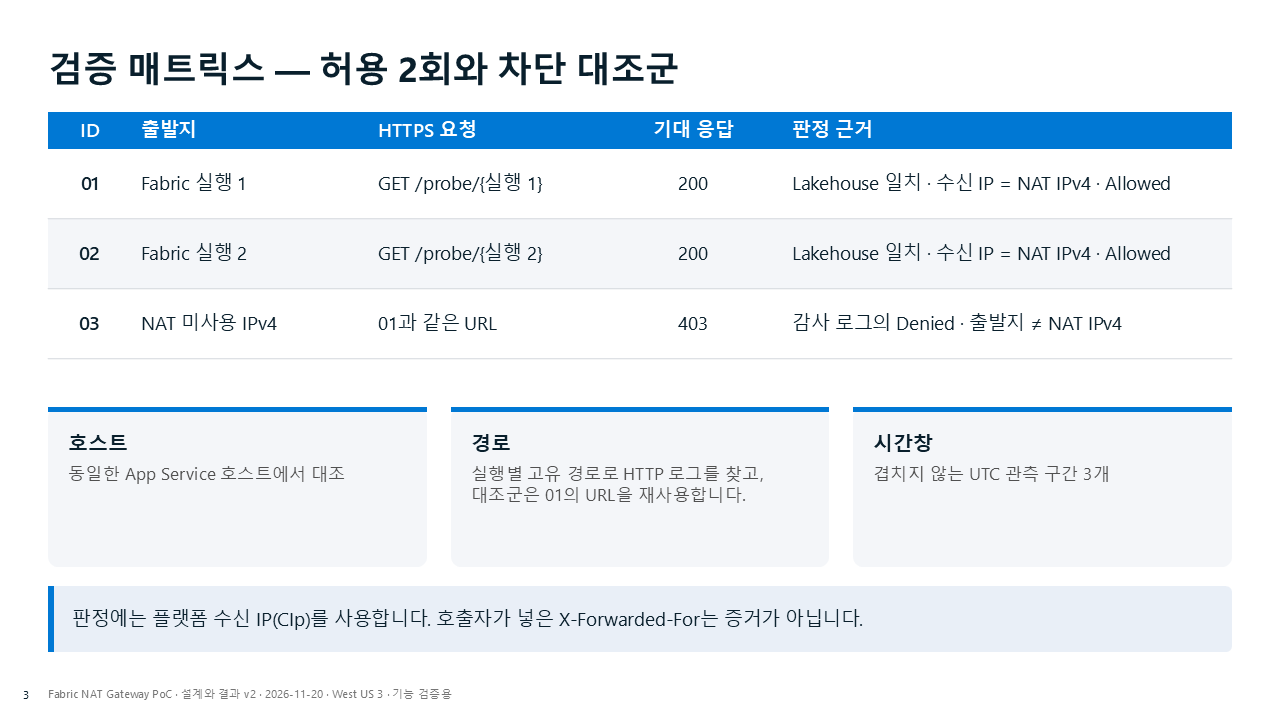 검증 매트릭스 — 허용 2회와 차단 대조군
ID 출발지 HTTPS 요청 기대 응답 판정 근거
01 Fabric 실행 1 GET /probe/{실행 1} 200 Lakehouse 일치 · 수신 IP = NAT IPv4 · Allowed
02 Fabric 실행 2 GET /probe/{실행 2} 200 Lakehouse 일치 · 수신 IP = NAT IPv4 · Allowed
03 NAT 미사용 IPv4 01과 같은 URL 403 감사 로그의 Denied · 출발지 ≠ NAT IPv4
호스트
동일한 App Service 호스트에서 대조
경로
실행별 고유 경로로 HTTP 로그를 찾고,
대조군은 01의 URL을 재사용합니다.
시간창
겹치지 않는 UTC 관측 구간 3개
판정에는 플랫폼 수신 IP(CIp)를 사용합니다. 호출자가 넣은 X-Forwarded-For는 증거가 아닙니다.
3 Fabric NAT Gateway PoC · 설계와 결과 v2 · 2026-11-20 · West US 3 · 기능 검증용